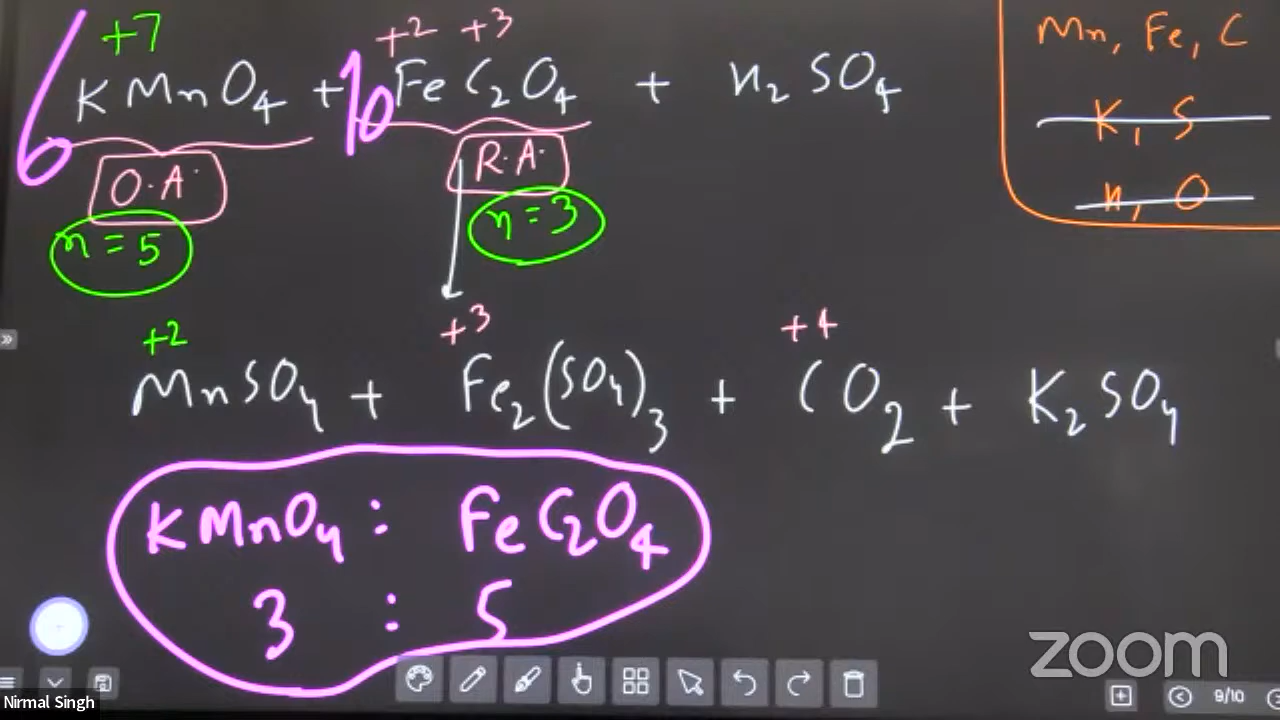 +7 +2 +3 Mn, Fe, C
6 KMnO₄ + 10 FeC₂O₄ + H₂SO₄ K, S
O.A. R.A. H, O
n = 5 n = 3
+2 +3 +4
MnSO₄ + Fe₂(SO₄)₃ + CO₂ + K₂SO₄
KMnO₄ : FeC₂O₄
3 : 5
zoom
9/10
Nirmal Singh